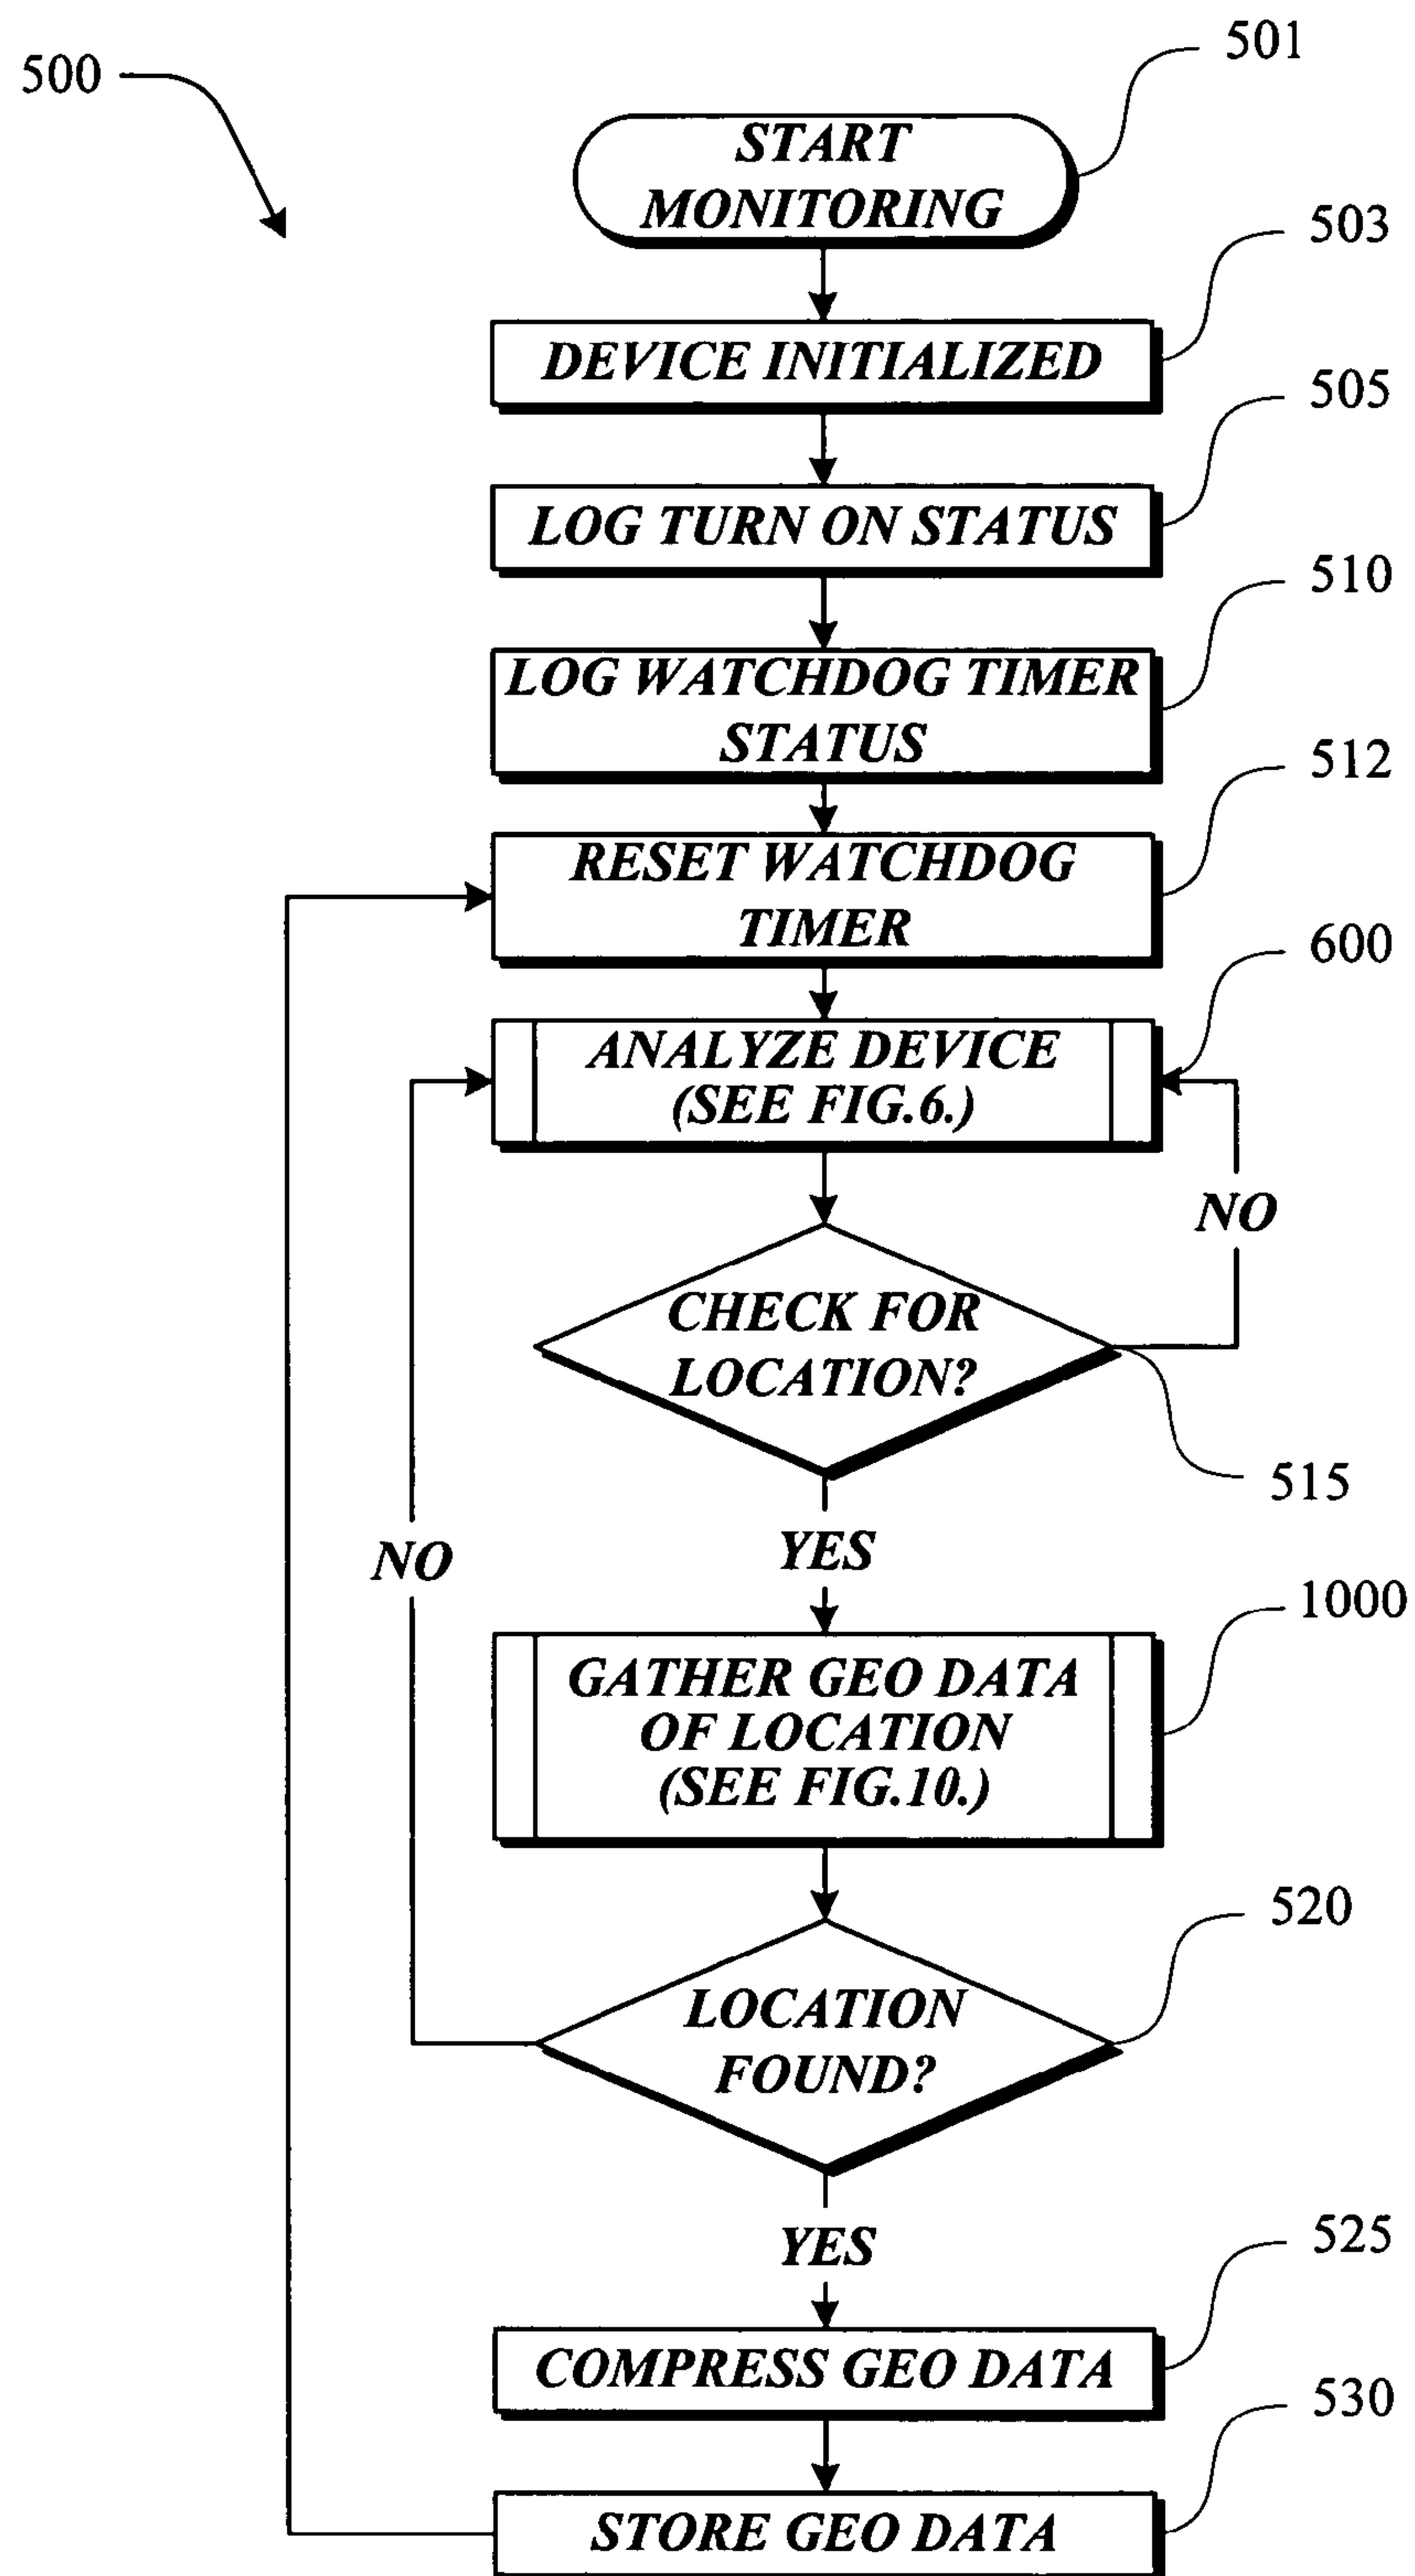 500
501
START
MONITORING
503
DEVICE INITIALIZED
505
LOG TURN ON STATUS
510
LOG WATCHDOG TIMER
STATUS
512
RESET WATCHDOG
TIMER
600
ANALYZE DEVICE
(SEE FIG.6.)
NO
CHECK FOR
LOCATION?
515
NO
YES
1000
GATHER GEO DATA
OF LOCATION
(SEE FIG.10.)
520
LOCATION
FOUND?
YES
525
COMPRESS GEO DATA
530
STORE GEO DATA